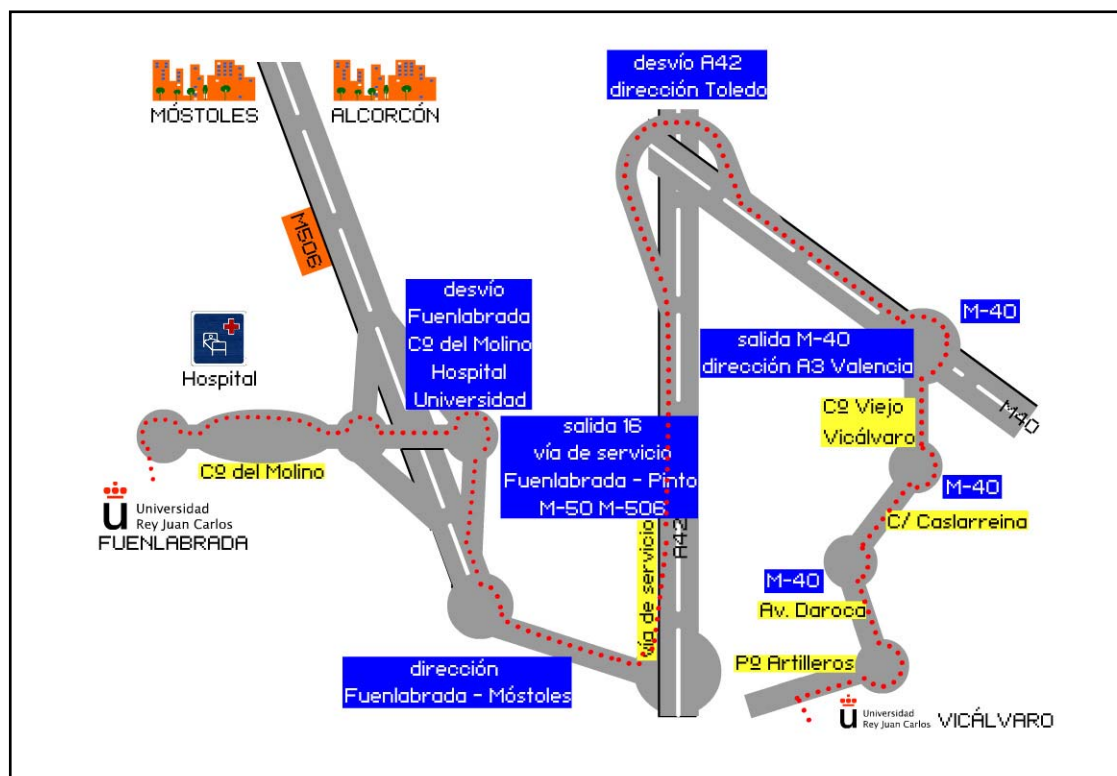 desvío A42
dirección Toledo
MÓSTOLES
ALCORCÓN
M506
desvío
Fuenlabrada
Cº del Molino
Hospital
Universidad
M-40
salida M-40
dirección A3 Valencia
Hospital
M40
Cº Viejo
Vicálvaro
salida 16
vía de servicio
Fuenlabrada - Pinto
M-50 M-506
Cº del Molino
M-40
u Universidad
Rey Juan Carlos
FUENLABRADA
C/ Caslarreina
vía de servicio
A42
M-40
Av. Daroca
Pº Artilleros
dirección
Fuenlabrada - Móstoles
u Universidad
Rey Juan Carlos
VICÁLVARO